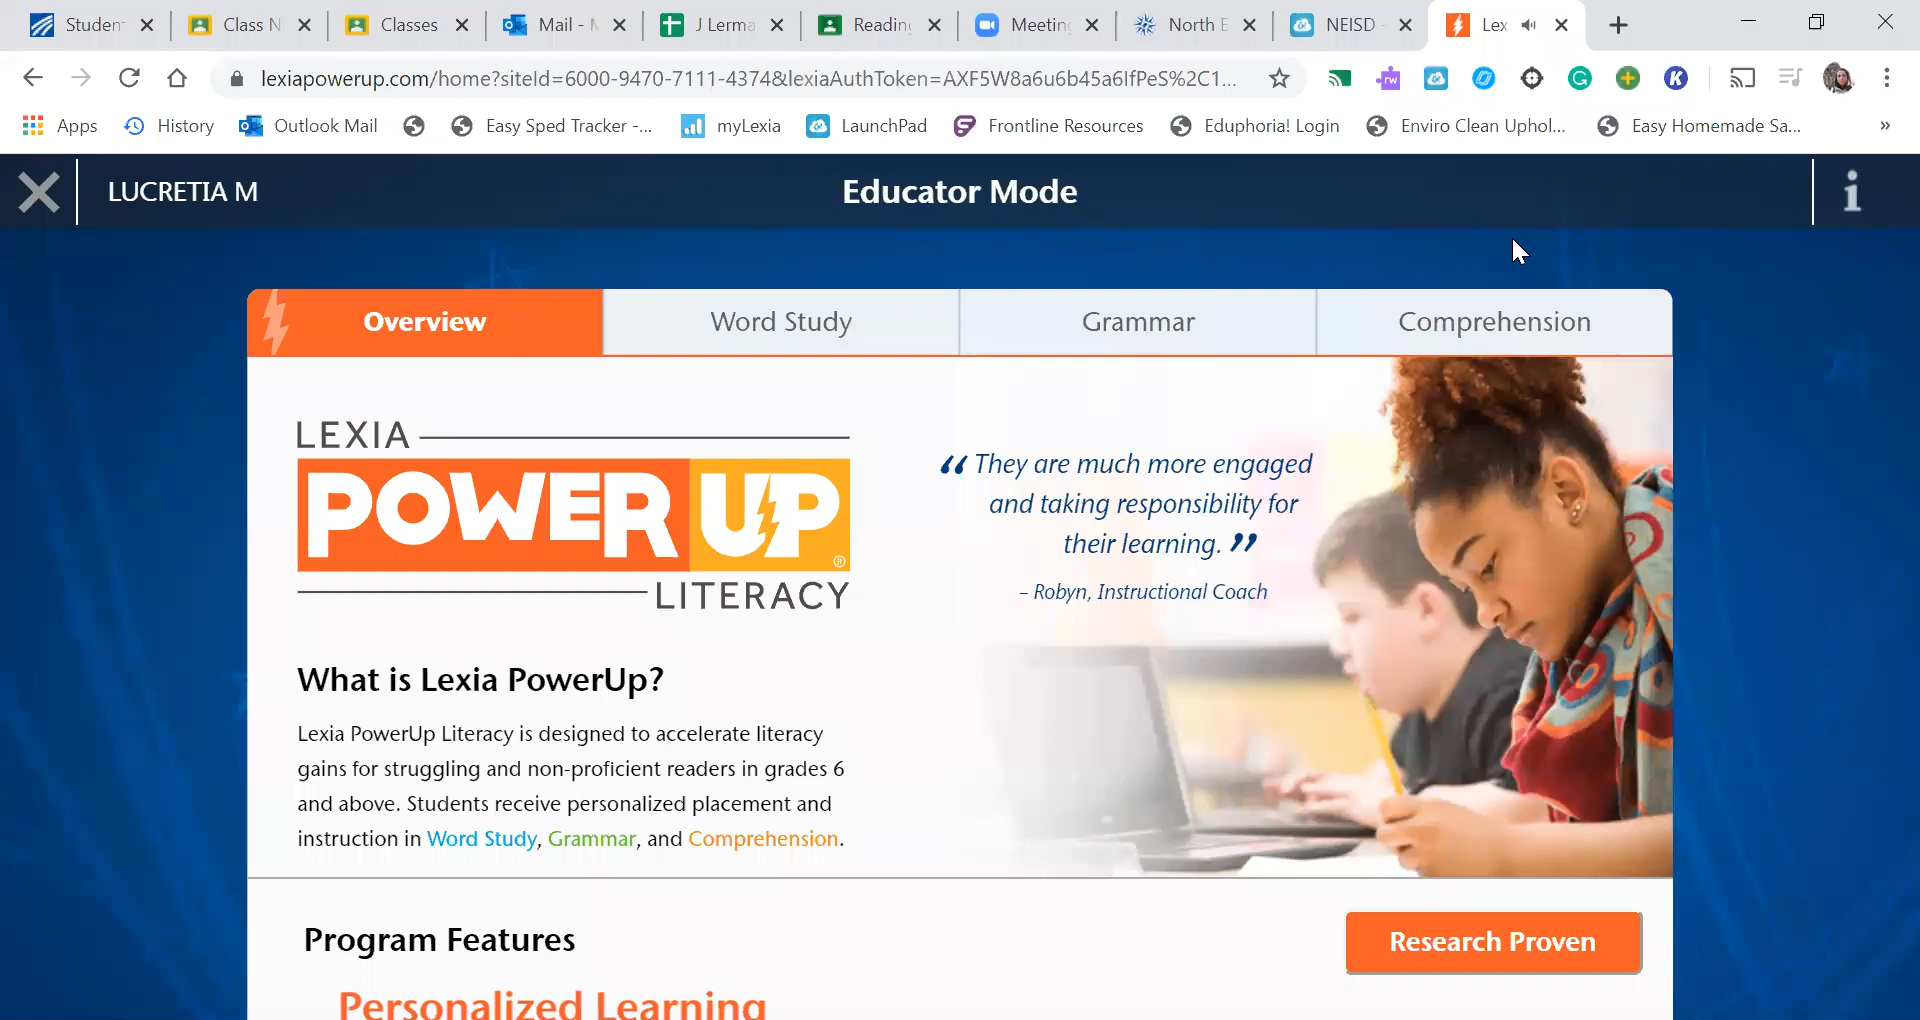 Studen
Class N
Classes
Mail - M
J Lerma
Reading
Meeting
North E
NEISD -
Lex
lexiapowerup.com/home?siteId=6000-9470-7111-4374&lexiaAuthToken=AXF5W8a6u6b45a6IfPeS%2C1...
rw
K
Apps
History
Outlook Mail
Easy Sped Tracker -...
myLexia
LaunchPad
Frontline Resources
Eduphoria! Login
Enviro Clean Uphol...
Easy Homemade Sa...
»
LUCRETIA M
Educator Mode
i
Overview
Word Study
Grammar
Comprehension
LEXIA
POWERUP®
LITERACY
“ They are much more engaged
and taking responsibility for
their learning. ”
– Robyn, Instructional Coach
What is Lexia PowerUp?
Lexia PowerUp Literacy is designed to accelerate literacy
gains for struggling and non-proficient readers in grades 6
and above. Students receive personalized placement and
instruction in Word Study, Grammar, and Comprehension.
Program Features
Research Proven
Personalized Learning